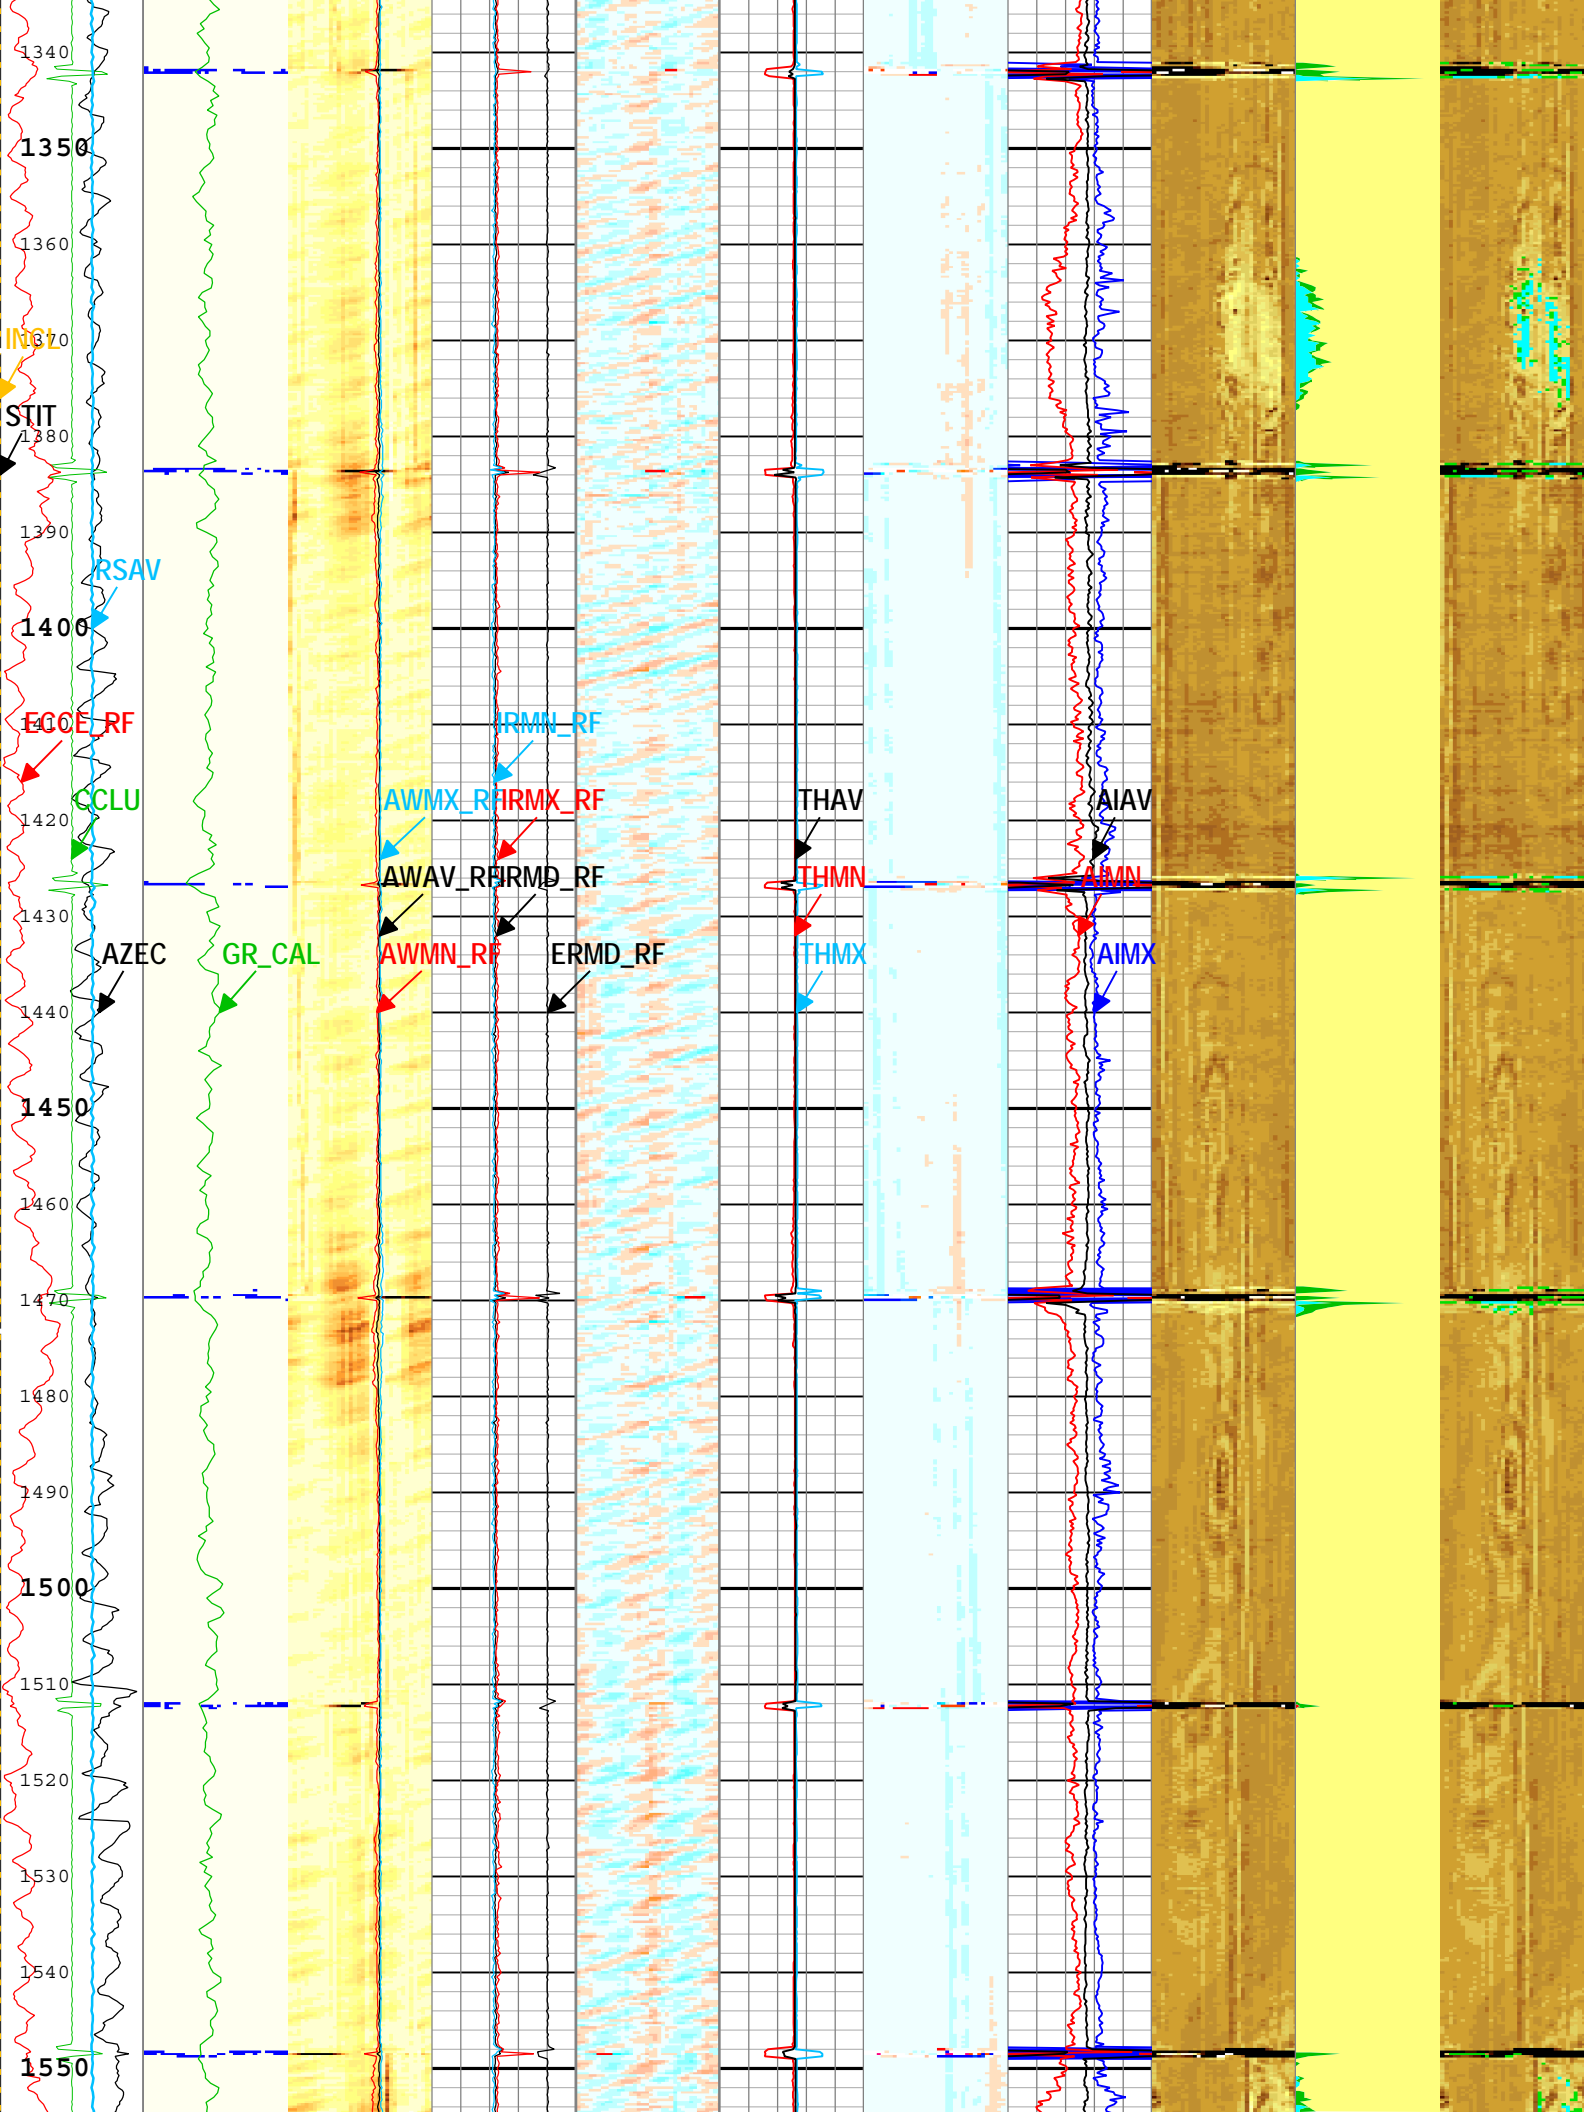 1340
1350
1360
INCL
1370
STIT
1380
1390
RSAV
1400
ECCE_RF
1410
IRMN_RF
CCLU
AWMX_RF
IRMX_RF
THAV
AIAV
1420
AWAV_RF
IRMD_RF
THMN
AIMN
1430
AZEC
GR_CAL
AWMN_RF
ERMD_RF
THMX
AIMX
1440
1450
1460
1470
1480
1490
1500
1510
1520
1530
1540
1550